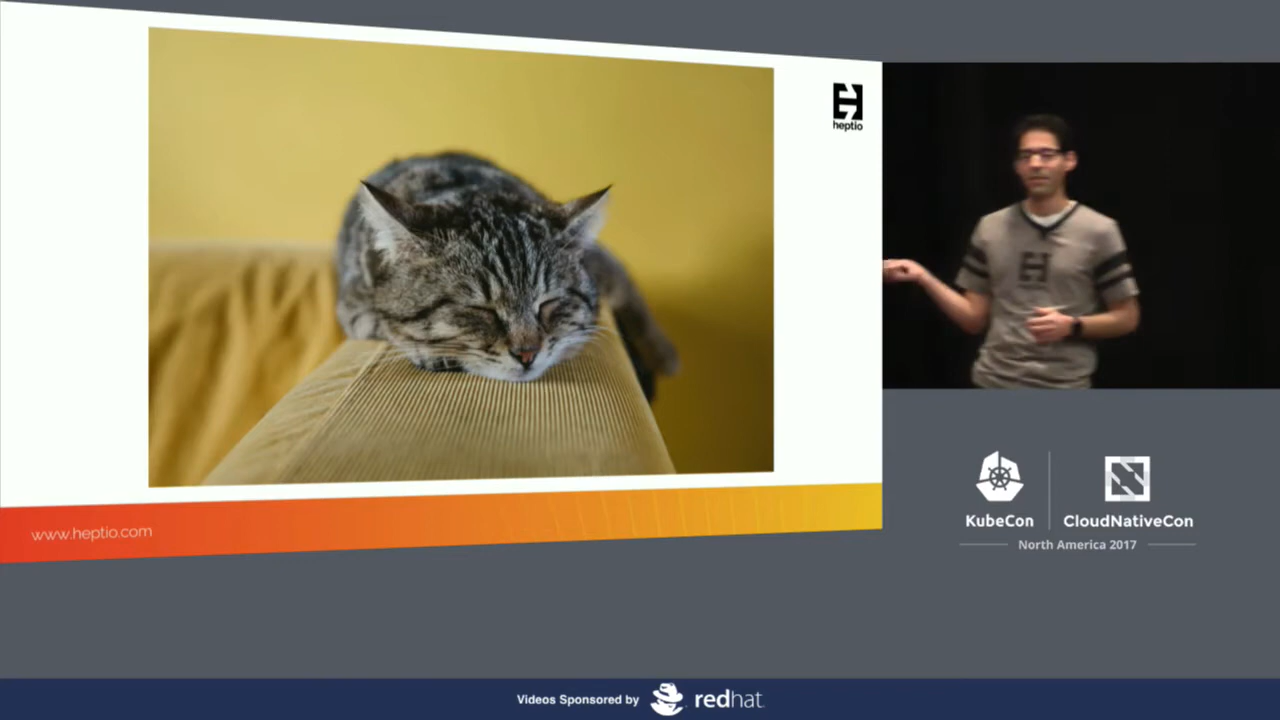 heptio
www.heptio.com
KubeCon
CloudNativeCon
North America 2017
Videos Sponsored by redhat